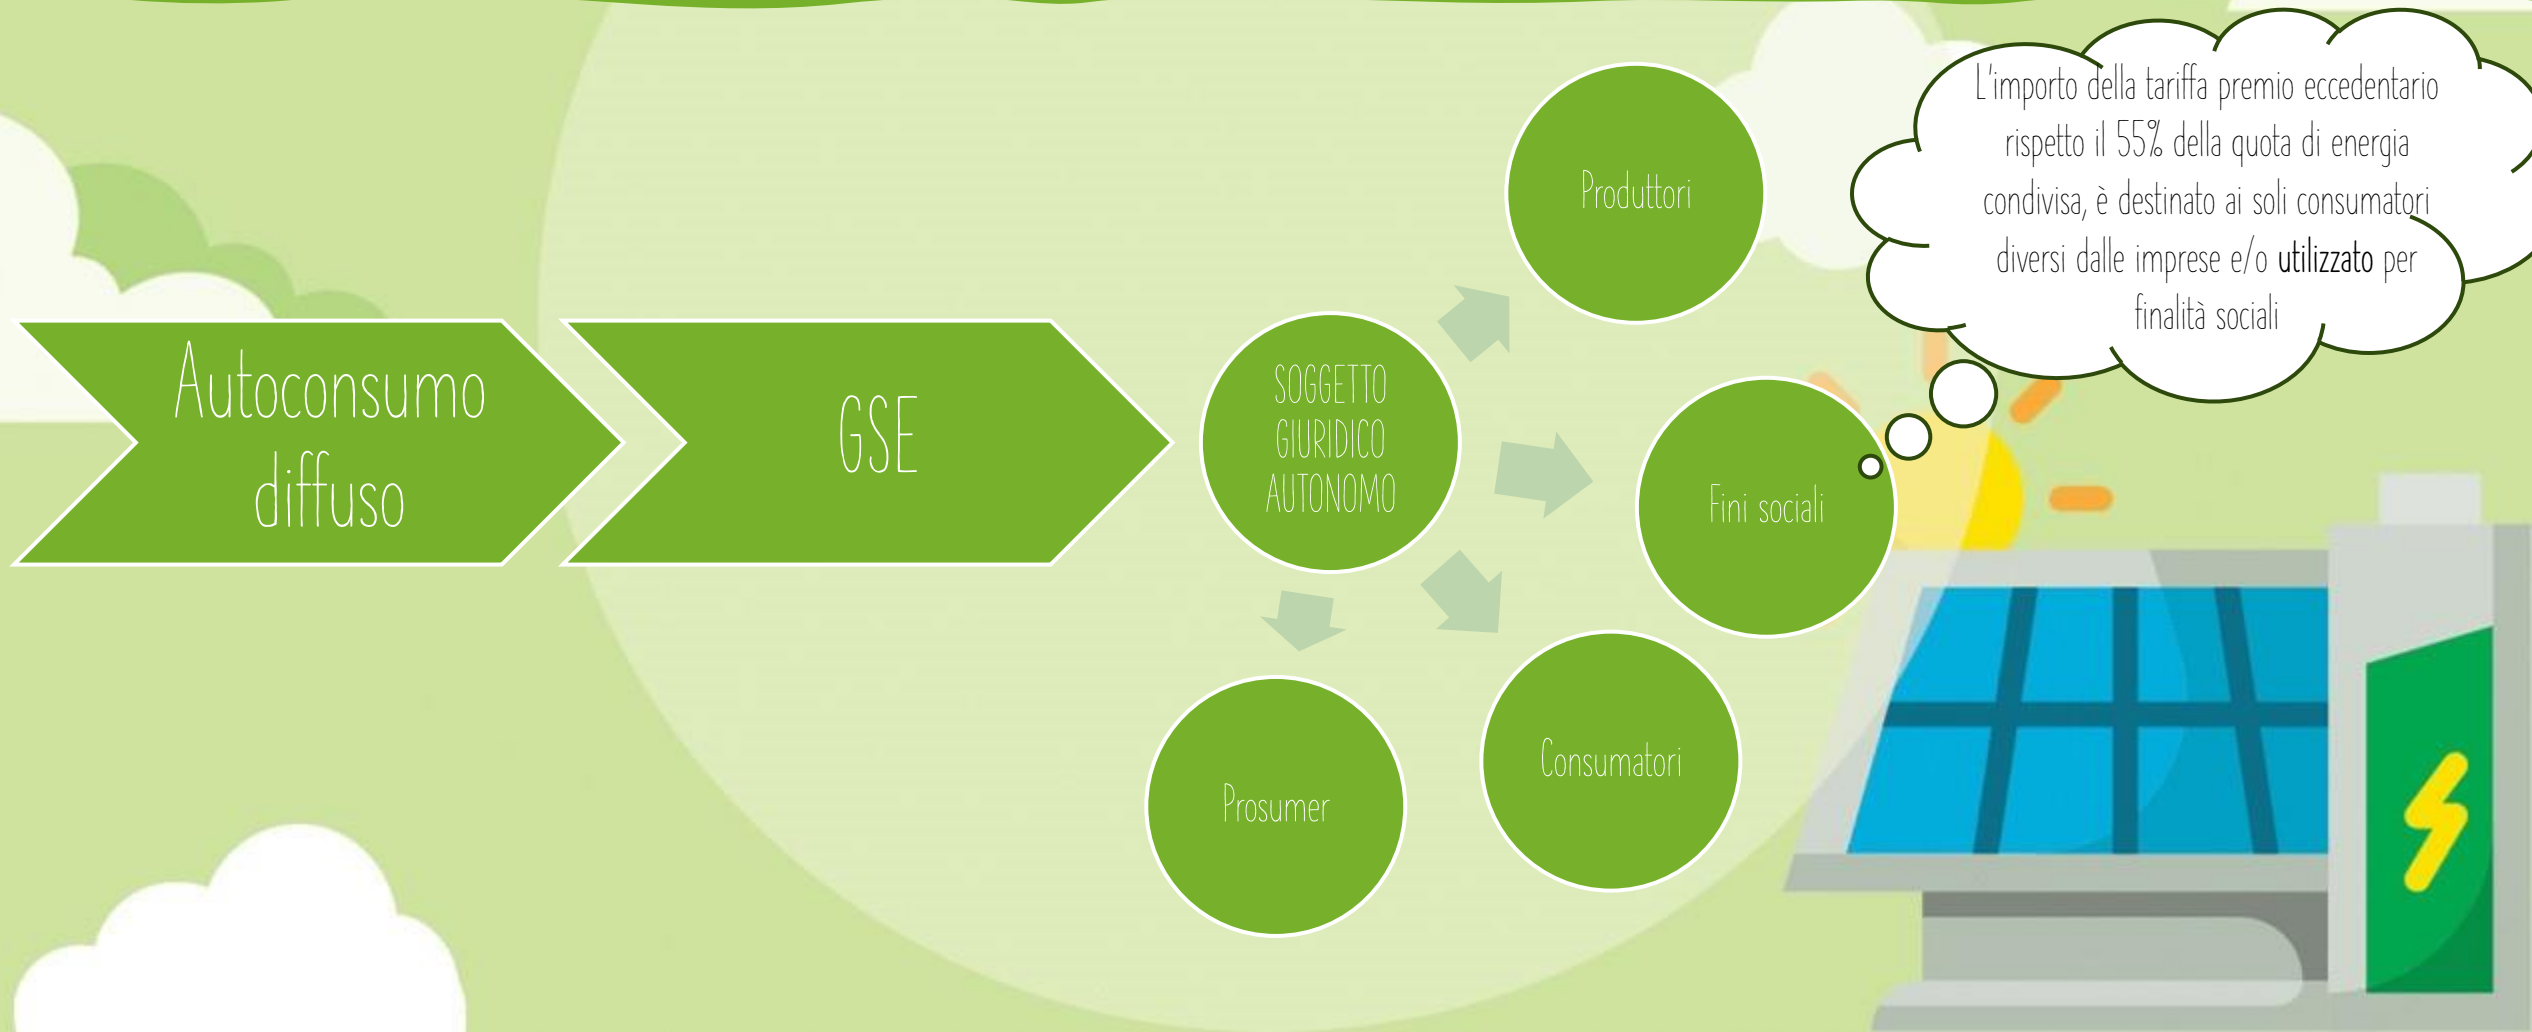 Autoconsumo
diffuso
GSE
SOGGETTO
GIURIDICO
AUTONOMO
Produttori
Fini sociali
Consumatori
Prosumer
L'importo della tariffa premio eccedentario
rispetto il 55% della quota di energia
condivisa, è destinato ai soli consumatori
diversi dalle imprese e/o utilizzato per
finalità sociali